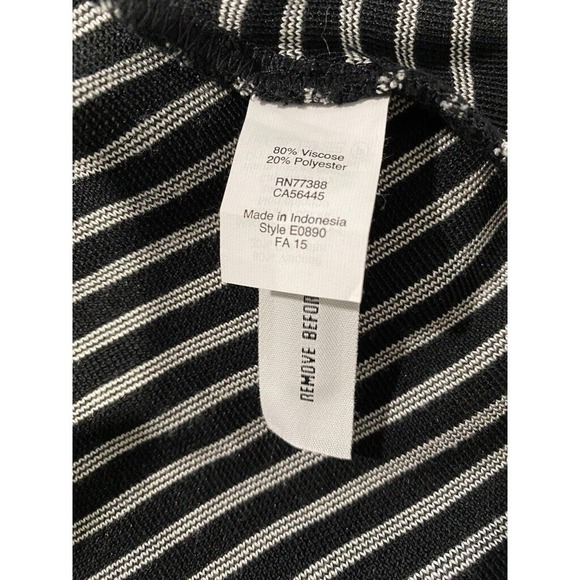 80% Viscose
20% Polyester
RN77388
CA56445
Made in Indonesia
Style E0890
FA 15
REMOVE BEFOR